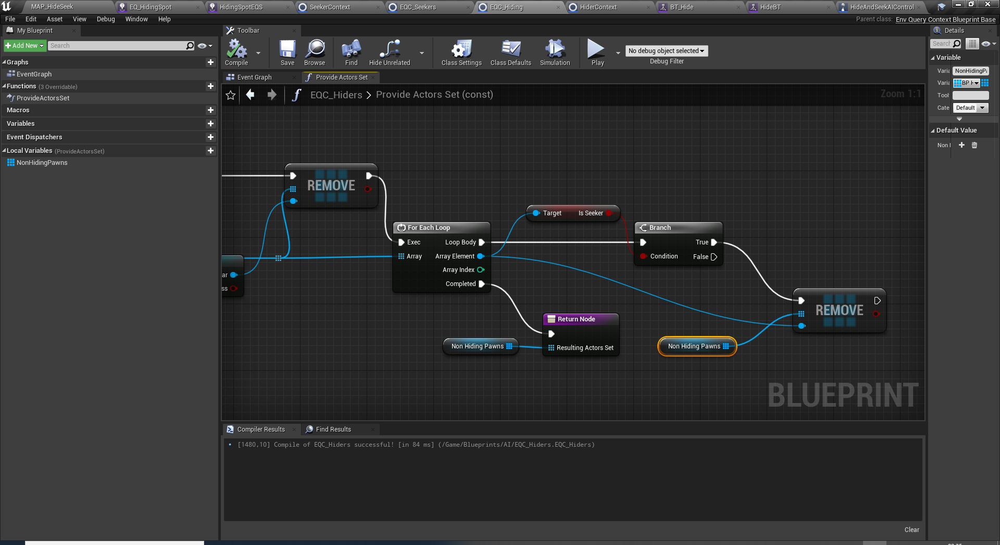 MAP_HideSeek
EQ_HidingSpot
HidingSpotEQS
SeekerContext
EQC_Seekers
EQC_Hiding
HiderContext
BT_Hide
HideBT
HideAndSeekAIControl
File Edit Asset View Debug Window Help
Parent class: Env Query Context Blueprint Base
My Blueprint
Toolbar
Details
Add New
Search
Compile
Save
Browse
Find
Hide Unrelated
Class Settings
Class Defaults
Simulation
Play
No debug object selected
Debug Filter
Search
Graphs
EventGraph
Functions (3 Overridable)
ProvideActorsSet
Macros
Variables
Event Dispatchers
Local Variables (ProvideActorsSet)
NonHidingPawns
Event Graph
Provide Actors Set
EQC_Hiders > Provide Actors Set (const)
Zoom 1:1
REMOVE
ar
ss
For Each Loop
Exec
Loop Body
Array
Array Element
Array Index
Completed
Target
Is Seeker
Branch
True
Condition
False
Return Node
Resulting Actors Set
Non Hiding Pawns
Non Hiding Pawns
REMOVE
BLUEPRINT
Variable
Varia NonHidingPa
Varia BP H
Tool
Cate Default
Default Value
Non
Compiler Results
Find Results
[1480,10] Compile of EQC_Hiders successful! [in 84 ms] (/Game/Blueprints/AI/EQC_Hiders.EQC_Hiders)
Clear